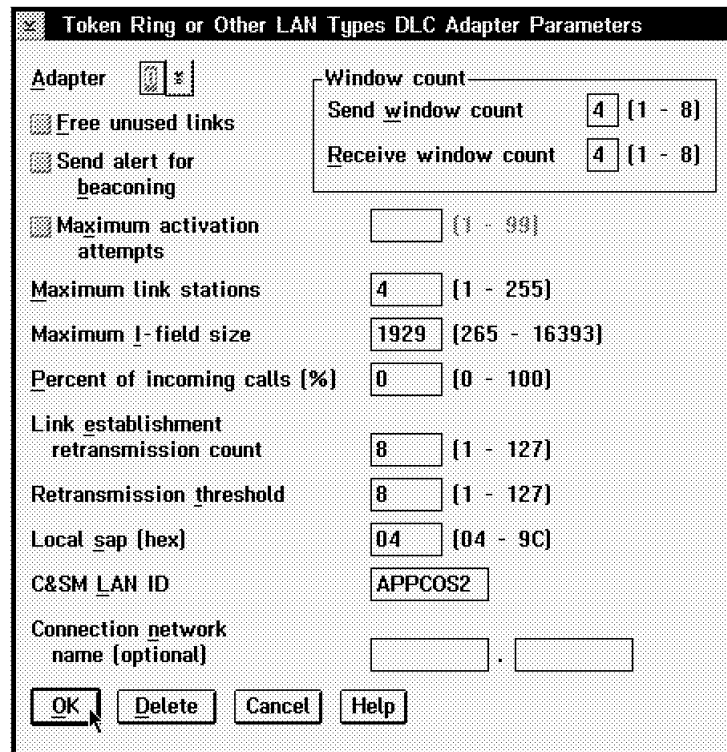 Token Ring or Other LAN Types DLC Adapter Parameters
Adapter
Free unused links
Send alert for
beaconing
Window count
Send window count 4 (1 - 8)
Receive window count 4 (1 - 8)
Maximum activation
attempts (1 - 99)
Maximum link stations 4 (1 - 255)
Maximum I-field size 1929 (265 - 16393)
Percent of incoming calls (%) 0 (0 - 100)
Link establishment
retransmission count 8 (1 - 127)
Retransmission threshold 8 (1 - 127)
Local sap (hex) 04 (04 - 9C)
C&SM LAN ID APPCOS2
Connection network
name (optional) .
OK Delete Cancel Help